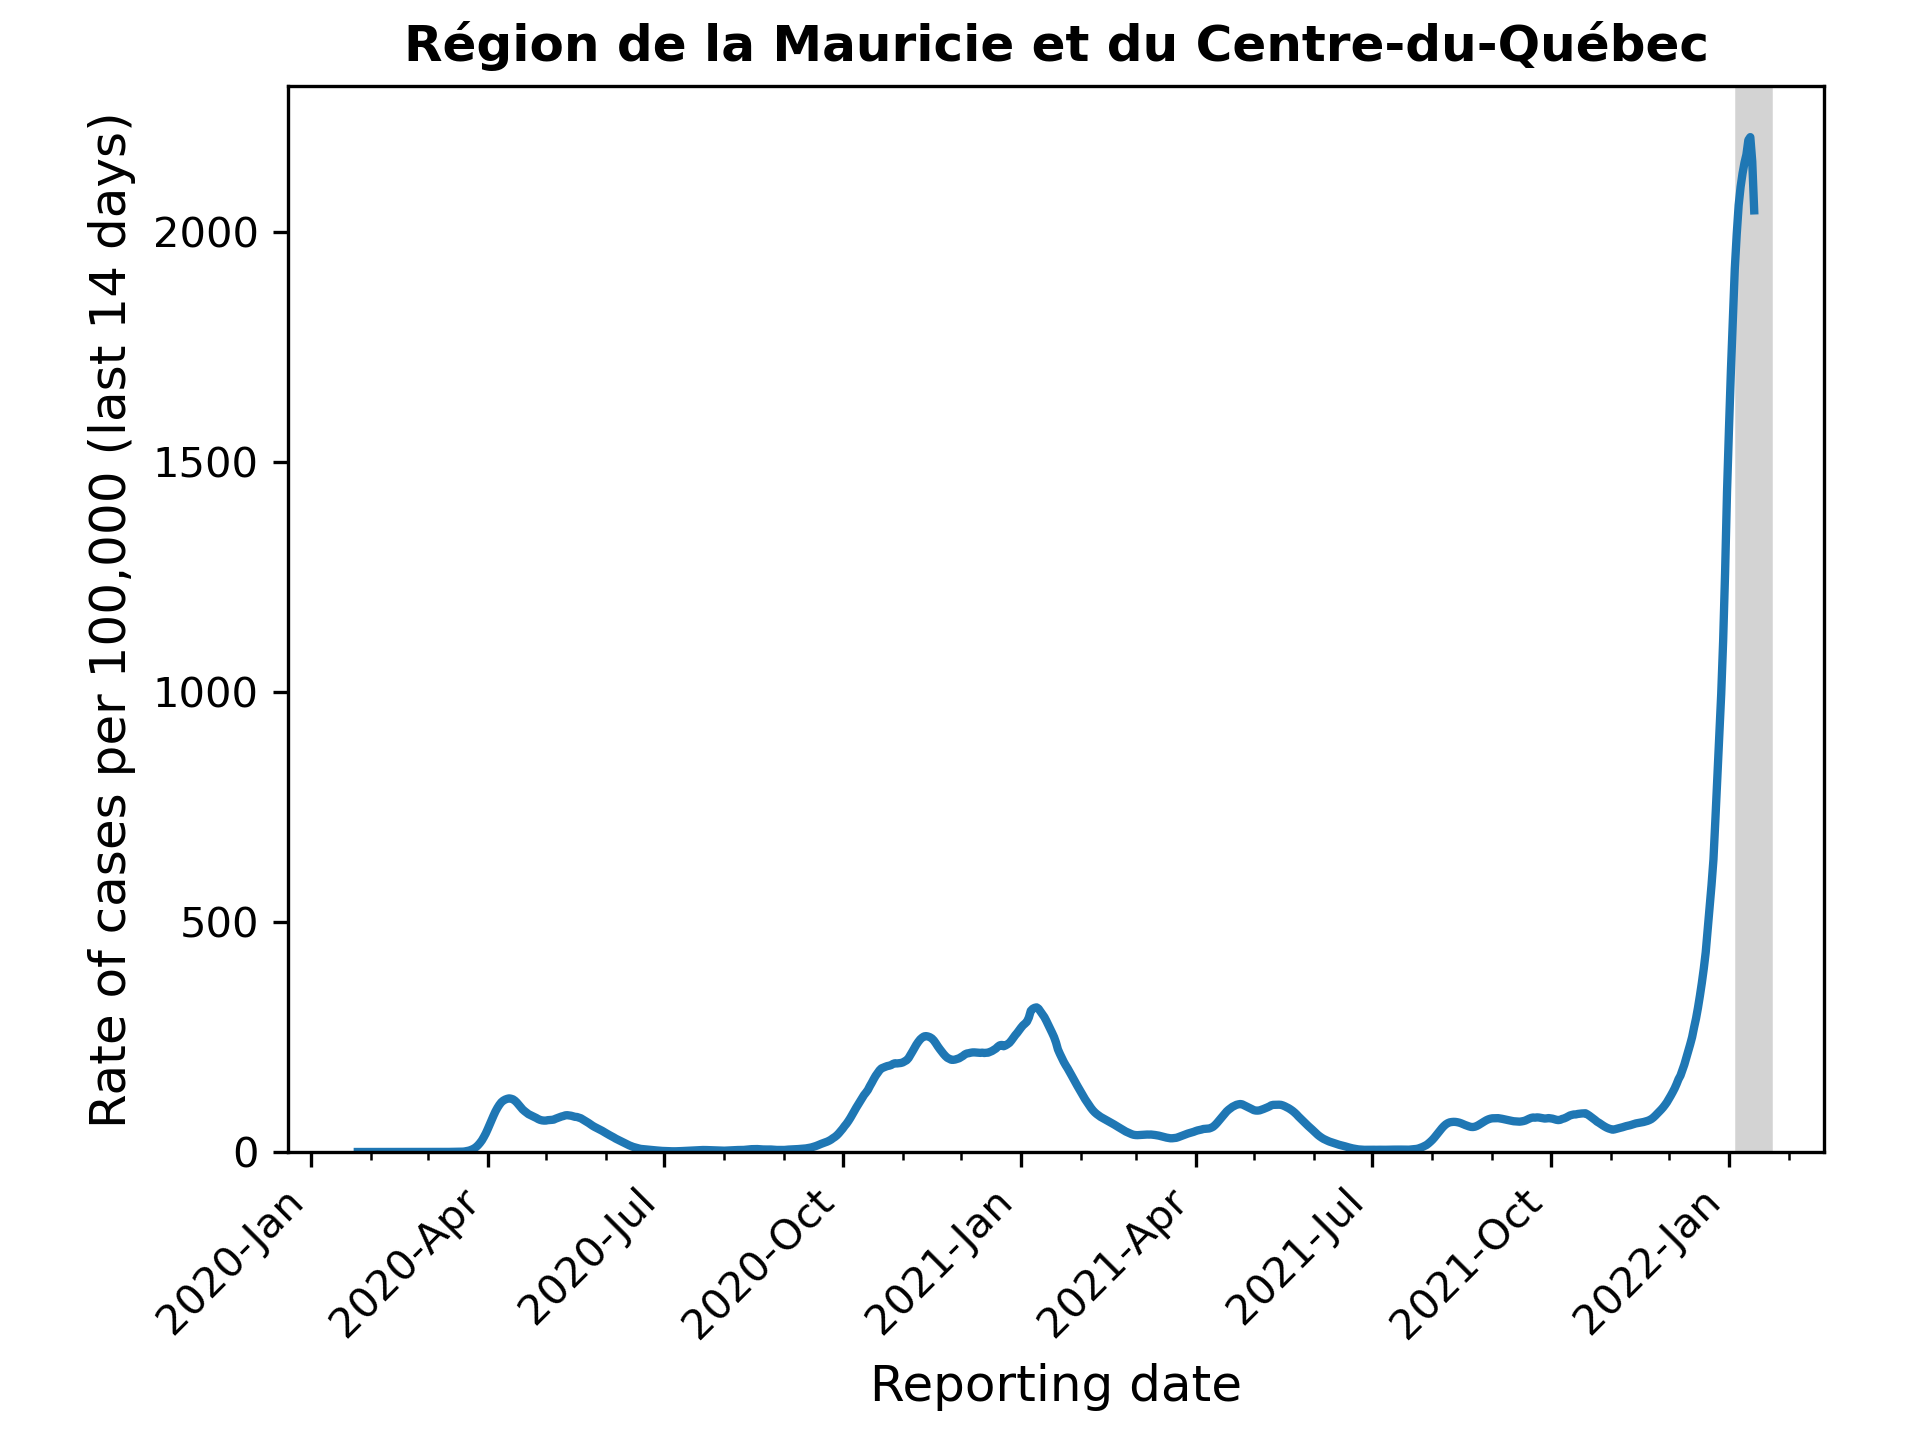 Région de la Mauricie et du Centre-du-Québec
Rate of cases per 100,000 (last 14 days)
2000
1500
1000
500
0
2020-Jan
2020-Apr
2020-Jul
2020-Oct
2021-Jan
2021-Apr
2021-Jul
2021-Oct
2022-Jan
Reporting date